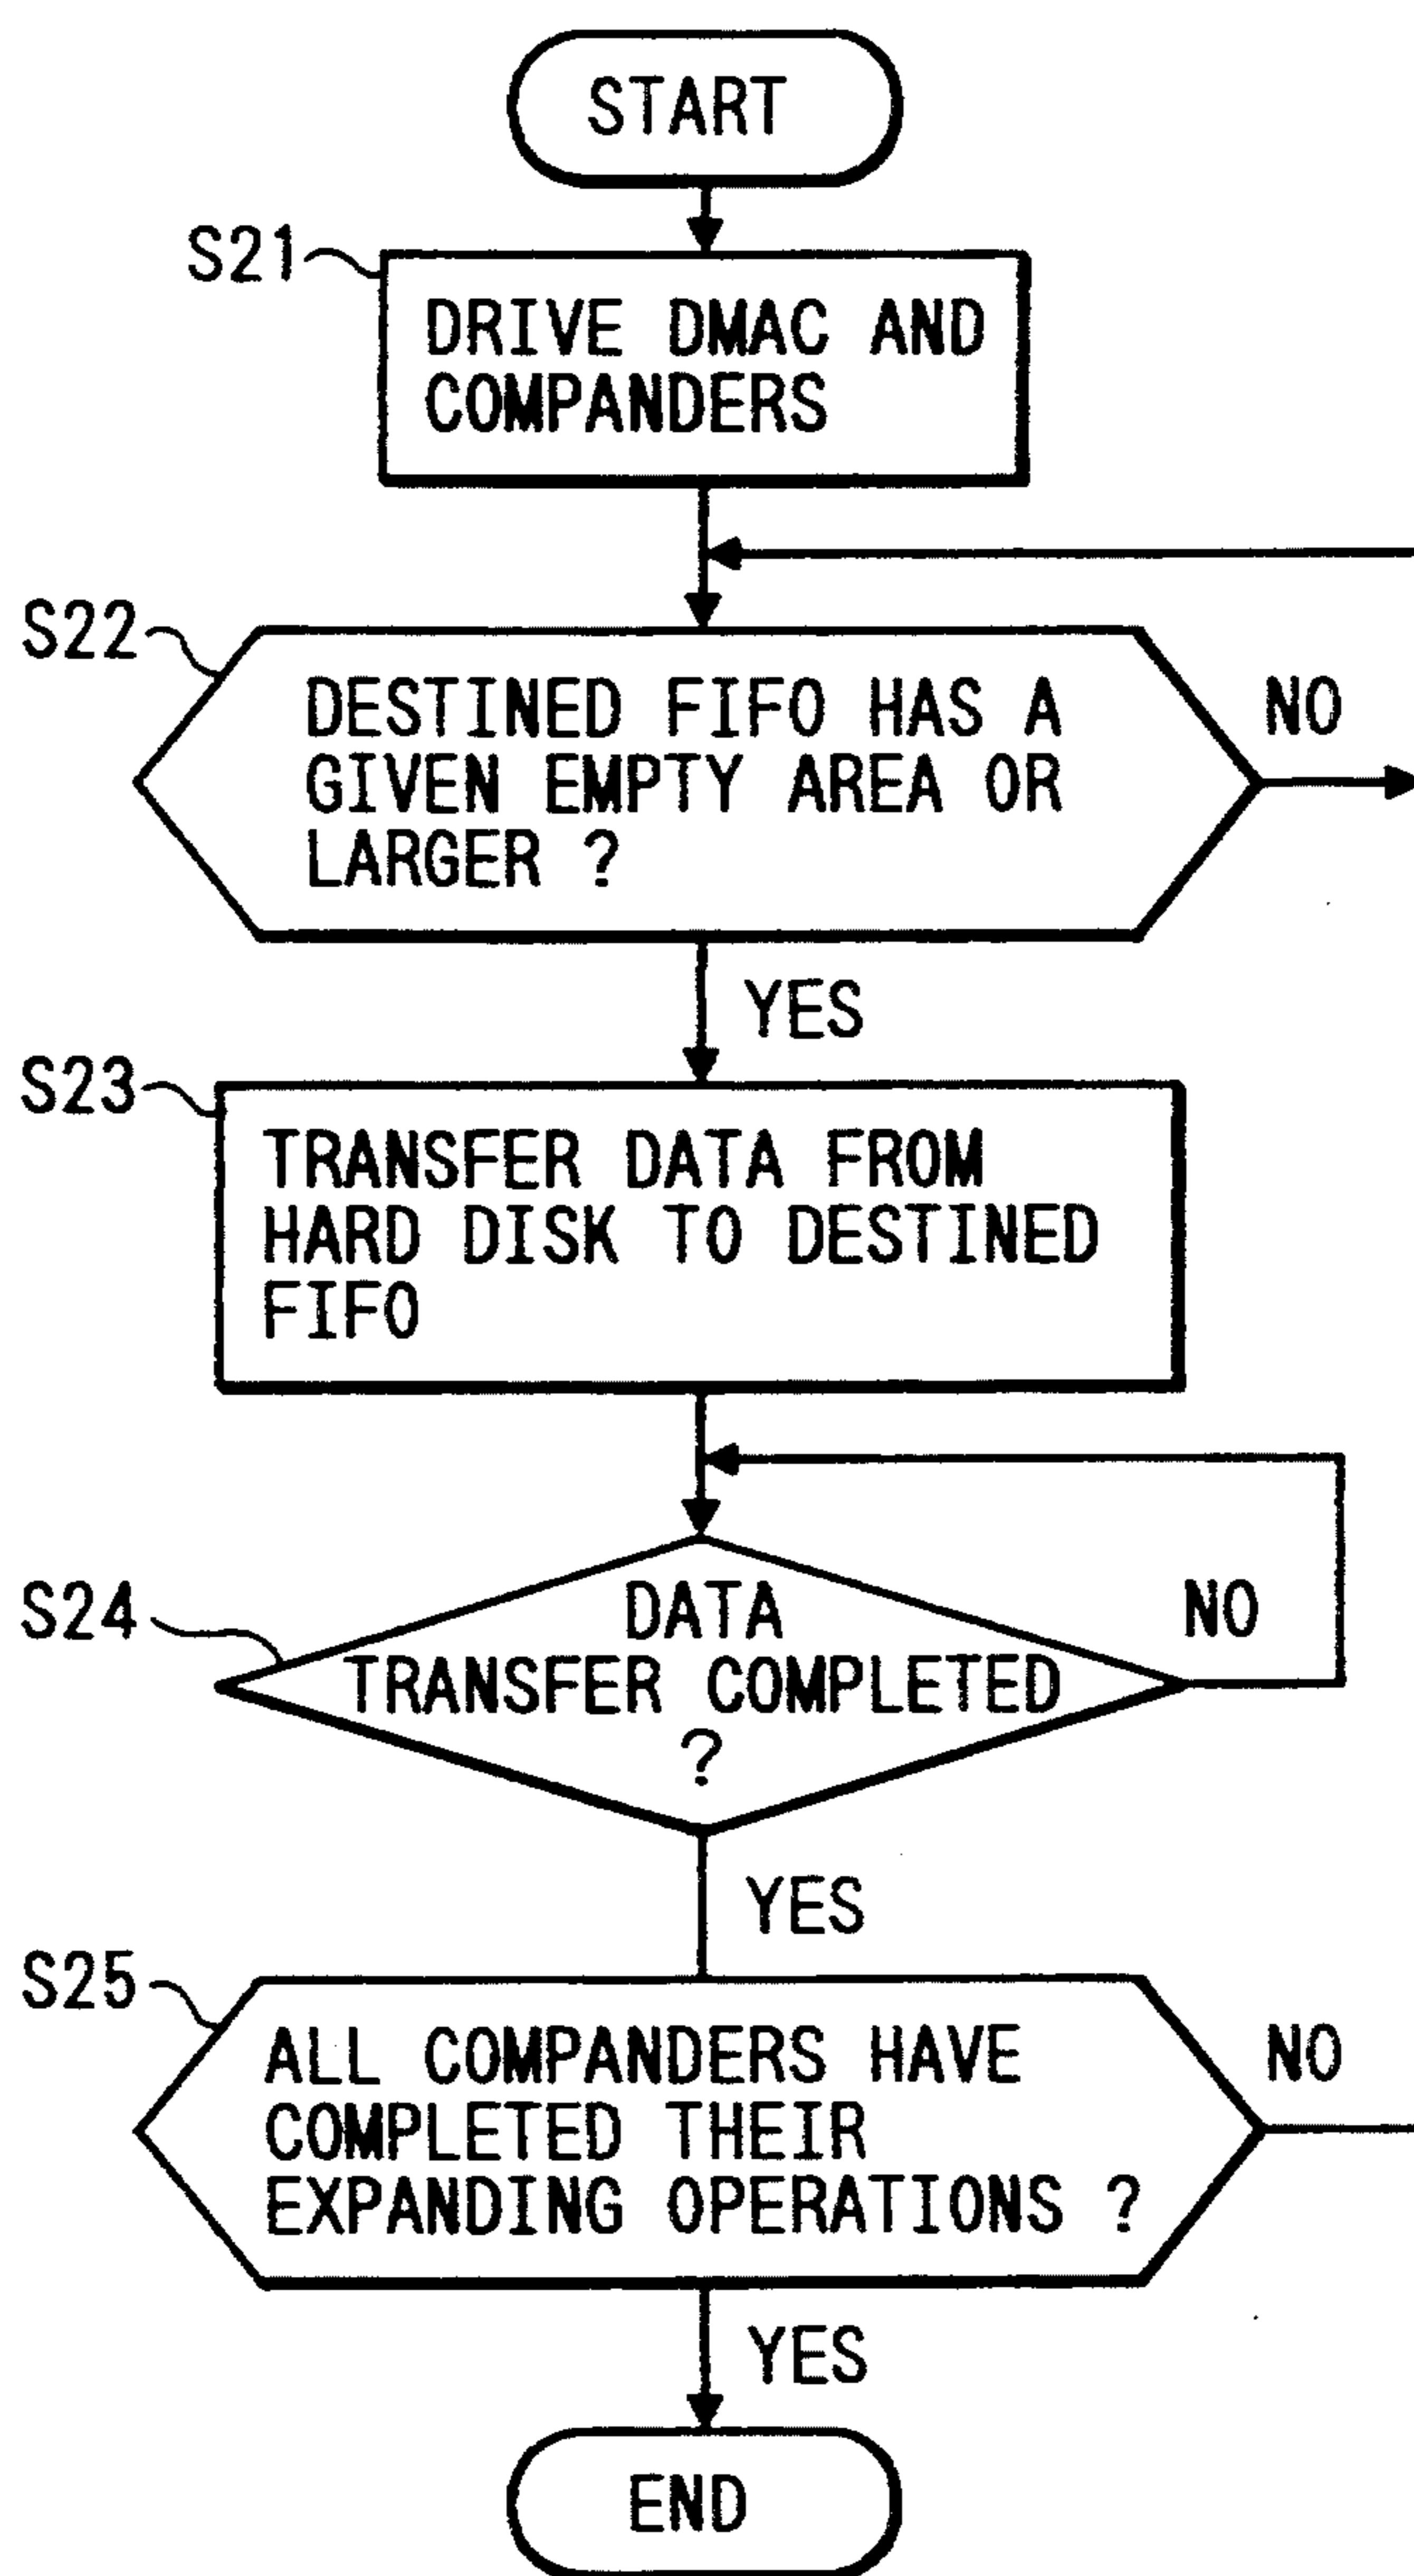 START
S21
DRIVE DMAC AND
COMPANDERS
S22
DESTINED FIFO HAS A
GIVEN EMPTY AREA OR
LARGER ?
NO
YES
S23
TRANSFER DATA FROM
HARD DISK TO DESTINED
FIFO
S24
DATA
TRANSFER COMPLETED
?
NO
YES
S25
ALL COMPANDERS HAVE
COMPLETED THEIR
EXPANDING OPERATIONS ?
NO
YES
END